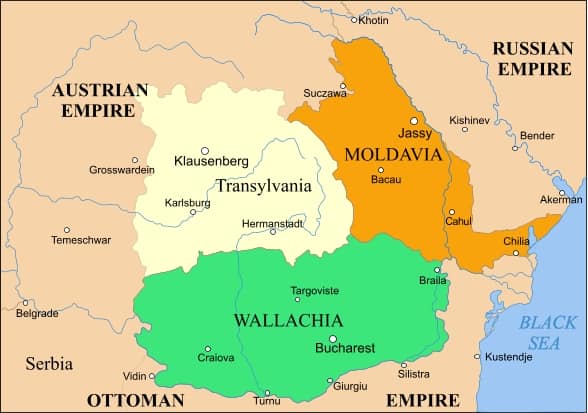 Khotin
RUSSIAN
EMPIRE
AUSTRIAN
EMPIRE
Suczawa
Kishinev
Jassy
Bender
Klausenberg
MOLDAVIA
Grosswardein
Bacau
Transylvania
Karlsburg
Akerman
Cahul
Hermanstadt
Temeschwar
Chilia
Braila
Targoviste
Belgrade
WALLACHIA
BLACK
SEA
Bucharest
Craiova
Kustendje
Serbia
Vidin
Silistra
Giurgiu
OTTOMAN
Turnu
EMPIRE